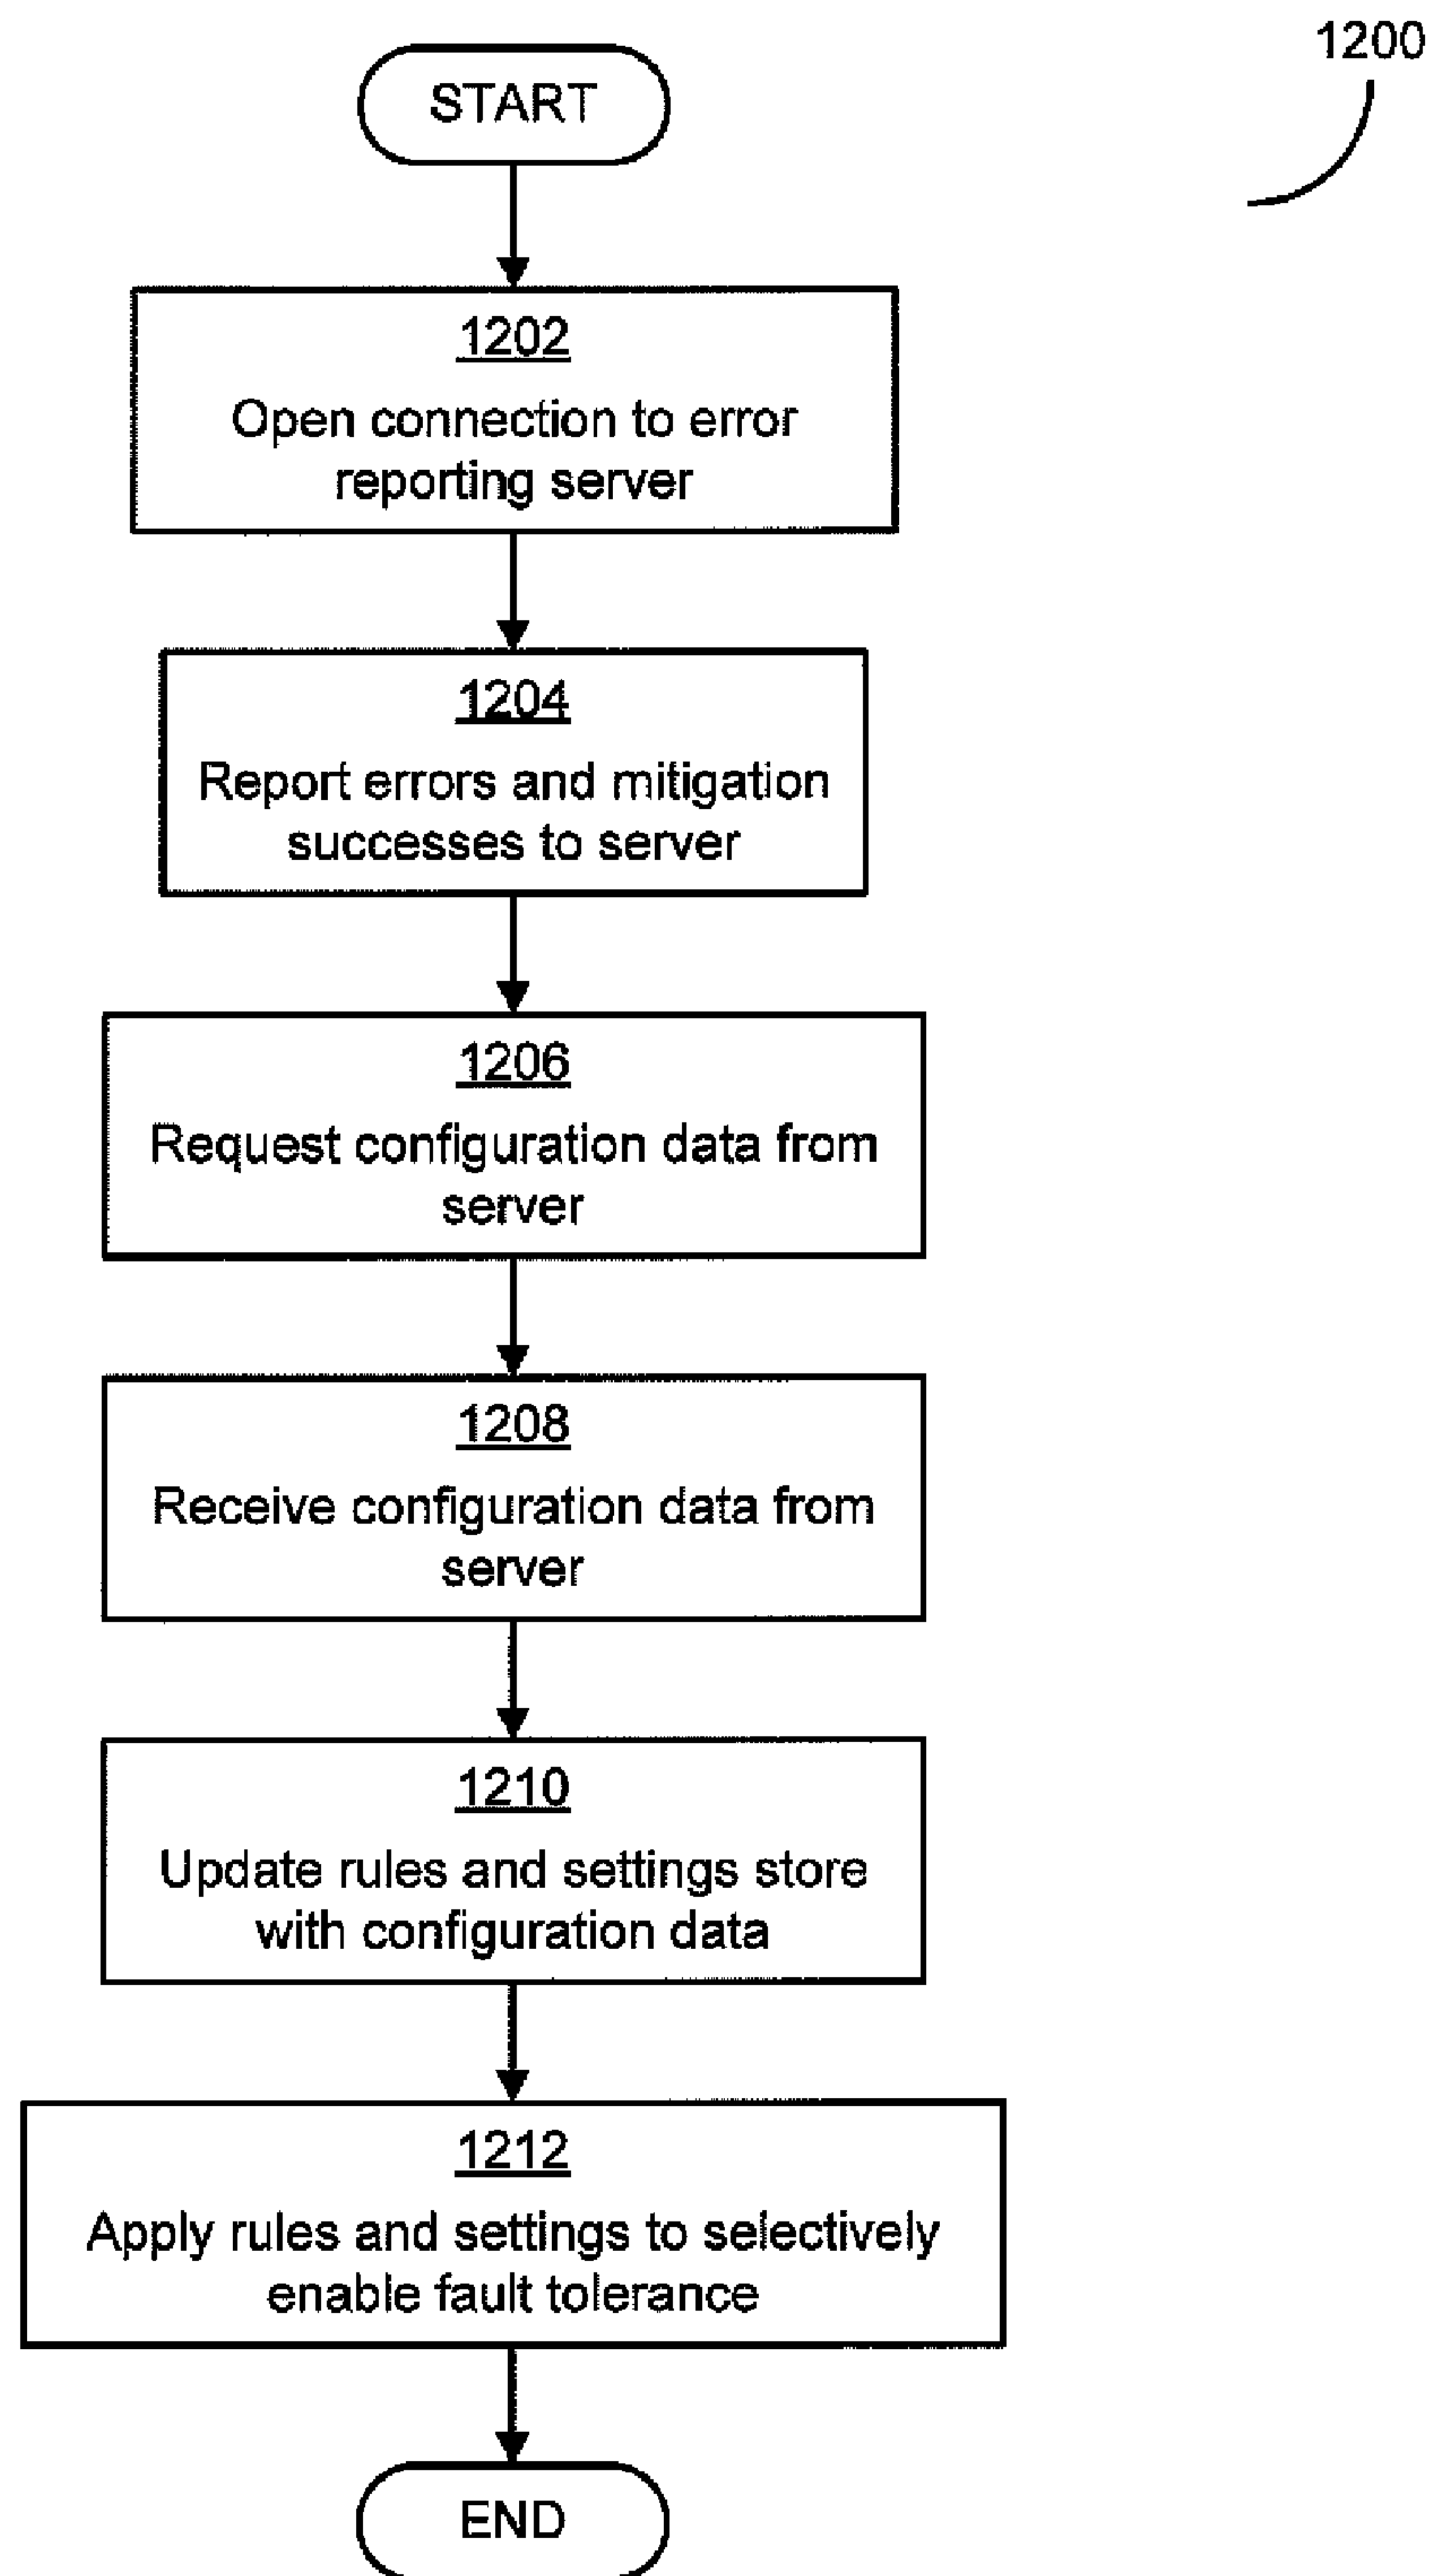 1200
START
1202
Open connection to error
reporting server
1204
Report errors and mitigation
successes to server
1206
Request configuration data from
server
1208
Receive configuration data from
server
1210
Update rules and settings store
with configuration data
1212
Apply rules and settings to selectively
enable fault tolerance
END